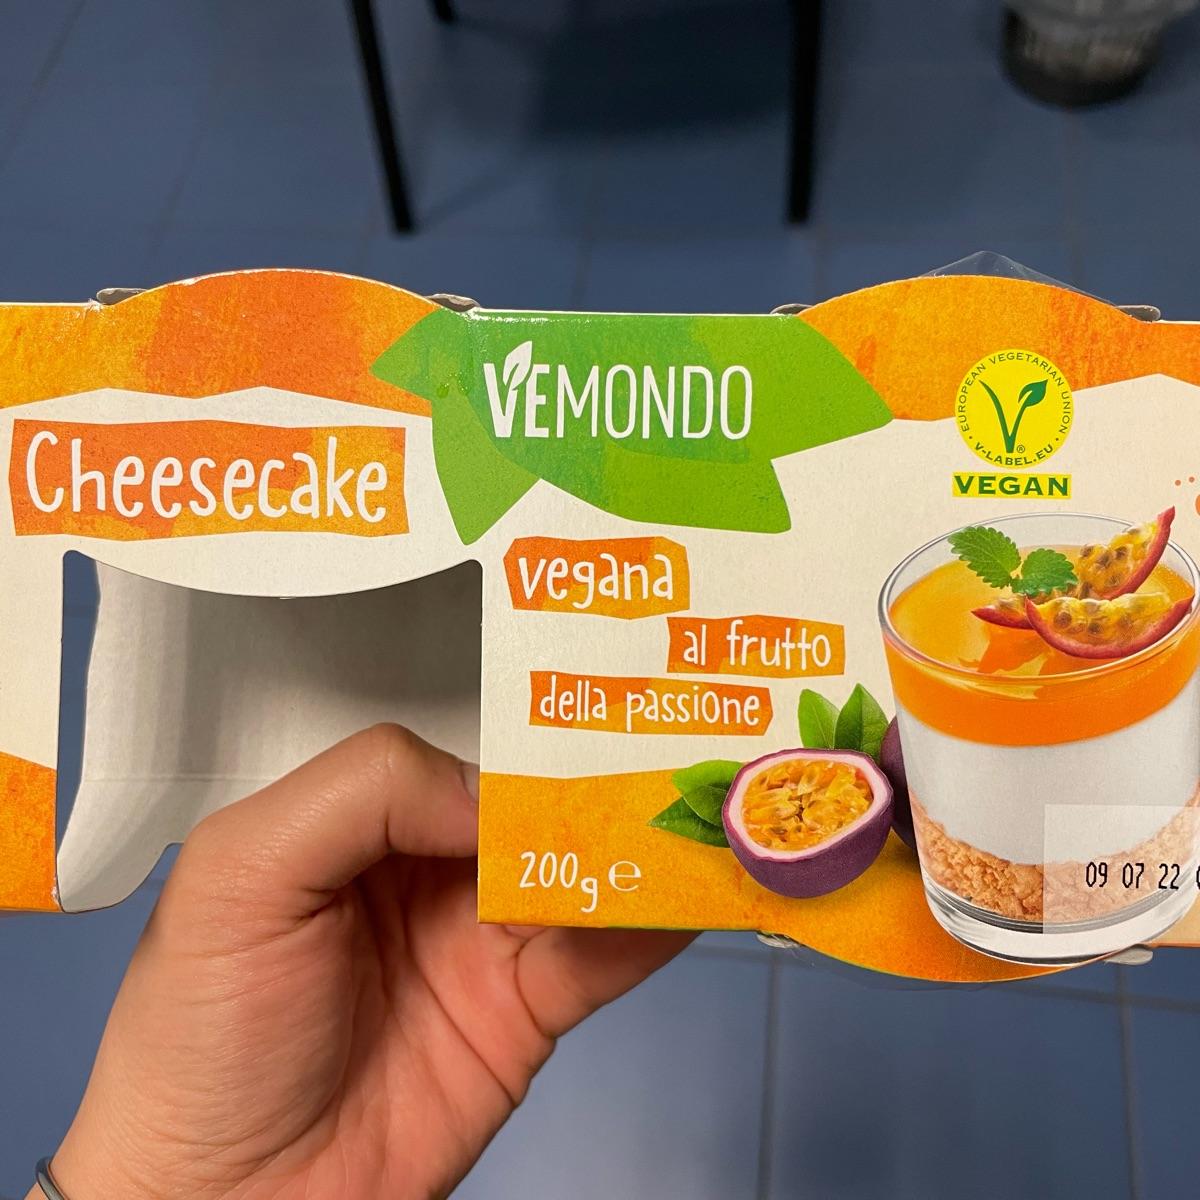 VEMONDO
Cheesecake
vegana
al frutto
della passione
200g ℮
EUROPEAN VEGETARIAN UNION
V-LABEL.EU
VEGAN
09 07 22